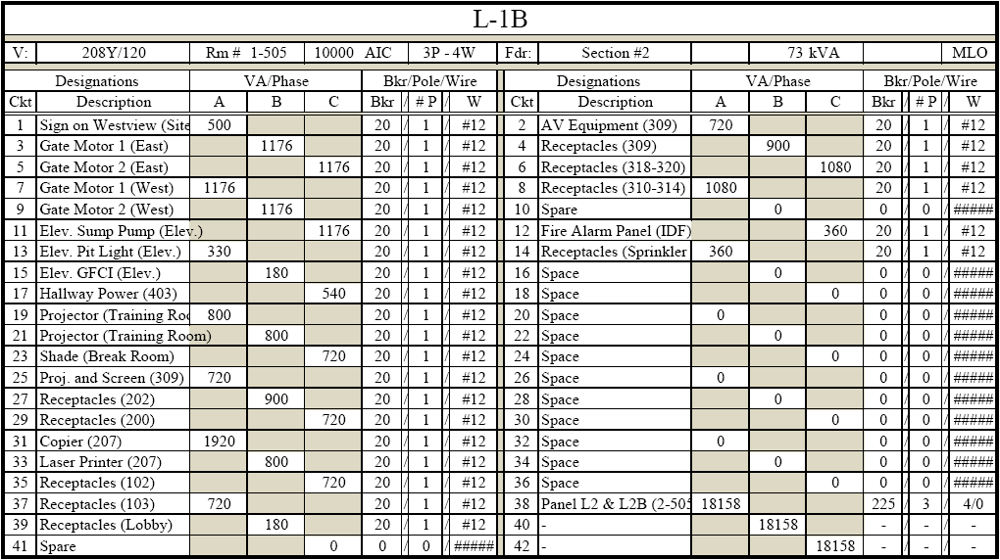 L-1B
V: 208Y/120 Rm # 1-505 10000 AIC 3P - 4W Fdr: Section #2 73 kVA MLO
Designations VA/Phase Bkr/Pole/Wire Designations VA/Phase Bkr/Pole/Wire
Ckt Description A B C Bkr / # P / W Ckt Description A B C Bkr / # P / W
1 Sign on Westview (Site 500 20 / 1 / #12 2 AV Equipment (309) 720 20 / 1 / #12
3 Gate Motor 1 (East) 1176 20 / 1 / #12 4 Receptacles (309) 900 20 / 1 / #12
5 Gate Motor 2 (East) 1176 20 / 1 / #12 6 Receptacles (318-320) 1080 20 / 1 / #12
7 Gate Motor 1 (West) 1176 20 / 1 / #12 8 Receptacles (310-314) 1080 20 / 1 / #12
9 Gate Motor 2 (West) 1176 20 / 1 / #12 10 Spare 0 0 / 0 / #####
11 Elev. Sump Pump (Elev.) 1176 20 / 1 / #12 12 Fire Alarm Panel (IDF) 360 20 / 1 / #12
13 Elev. Pit Light (Elev.) 330 20 / 1 / #12 14 Receptacles (Sprinkler 360 20 / 1 / #12
15 Elev. GFCI (Elev.) 180 20 / 1 / #12 16 Space 0 0 / 0 / #####
17 Hallway Power (403) 540 20 / 1 / #12 18 Space 0 0 / 0 / #####
19 Projector (Training Roo 800 20 / 1 / #12 20 Space 0 0 / 0 / #####
21 Projector (Training Room) 800 20 / 1 / #12 22 Space 0 0 / 0 / #####
23 Shade (Break Room) 720 20 / 1 / #12 24 Space 0 0 / 0 / #####
25 Proj. and Screen (309) 720 20 / 1 / #12 26 Space 0 0 / 0 / #####
27 Receptacles (202) 900 20 / 1 / #12 28 Space 0 0 / 0 / #####
29 Receptacles (200) 720 20 / 1 / #12 30 Space 0 0 / 0 / #####
31 Copier (207) 1920 20 / 1 / #12 32 Space 0 0 / 0 / #####
33 Laser Printer (207) 800 20 / 1 / #12 34 Space 0 0 / 0 / #####
35 Receptacles (102) 720 20 / 1 / #12 36 Space 0 0 / 0 / #####
37 Receptacles (103) 720 20 / 1 / #12 38 Panel L2 & L2B (2-505 18158 225 / 3 / 4/0
39 Receptacles (Lobby) 180 20 / 1 / #12 40 - 18158 - / - / -
41 Spare 0 0 / 0 / ##### 42 - 18158 - / - / -